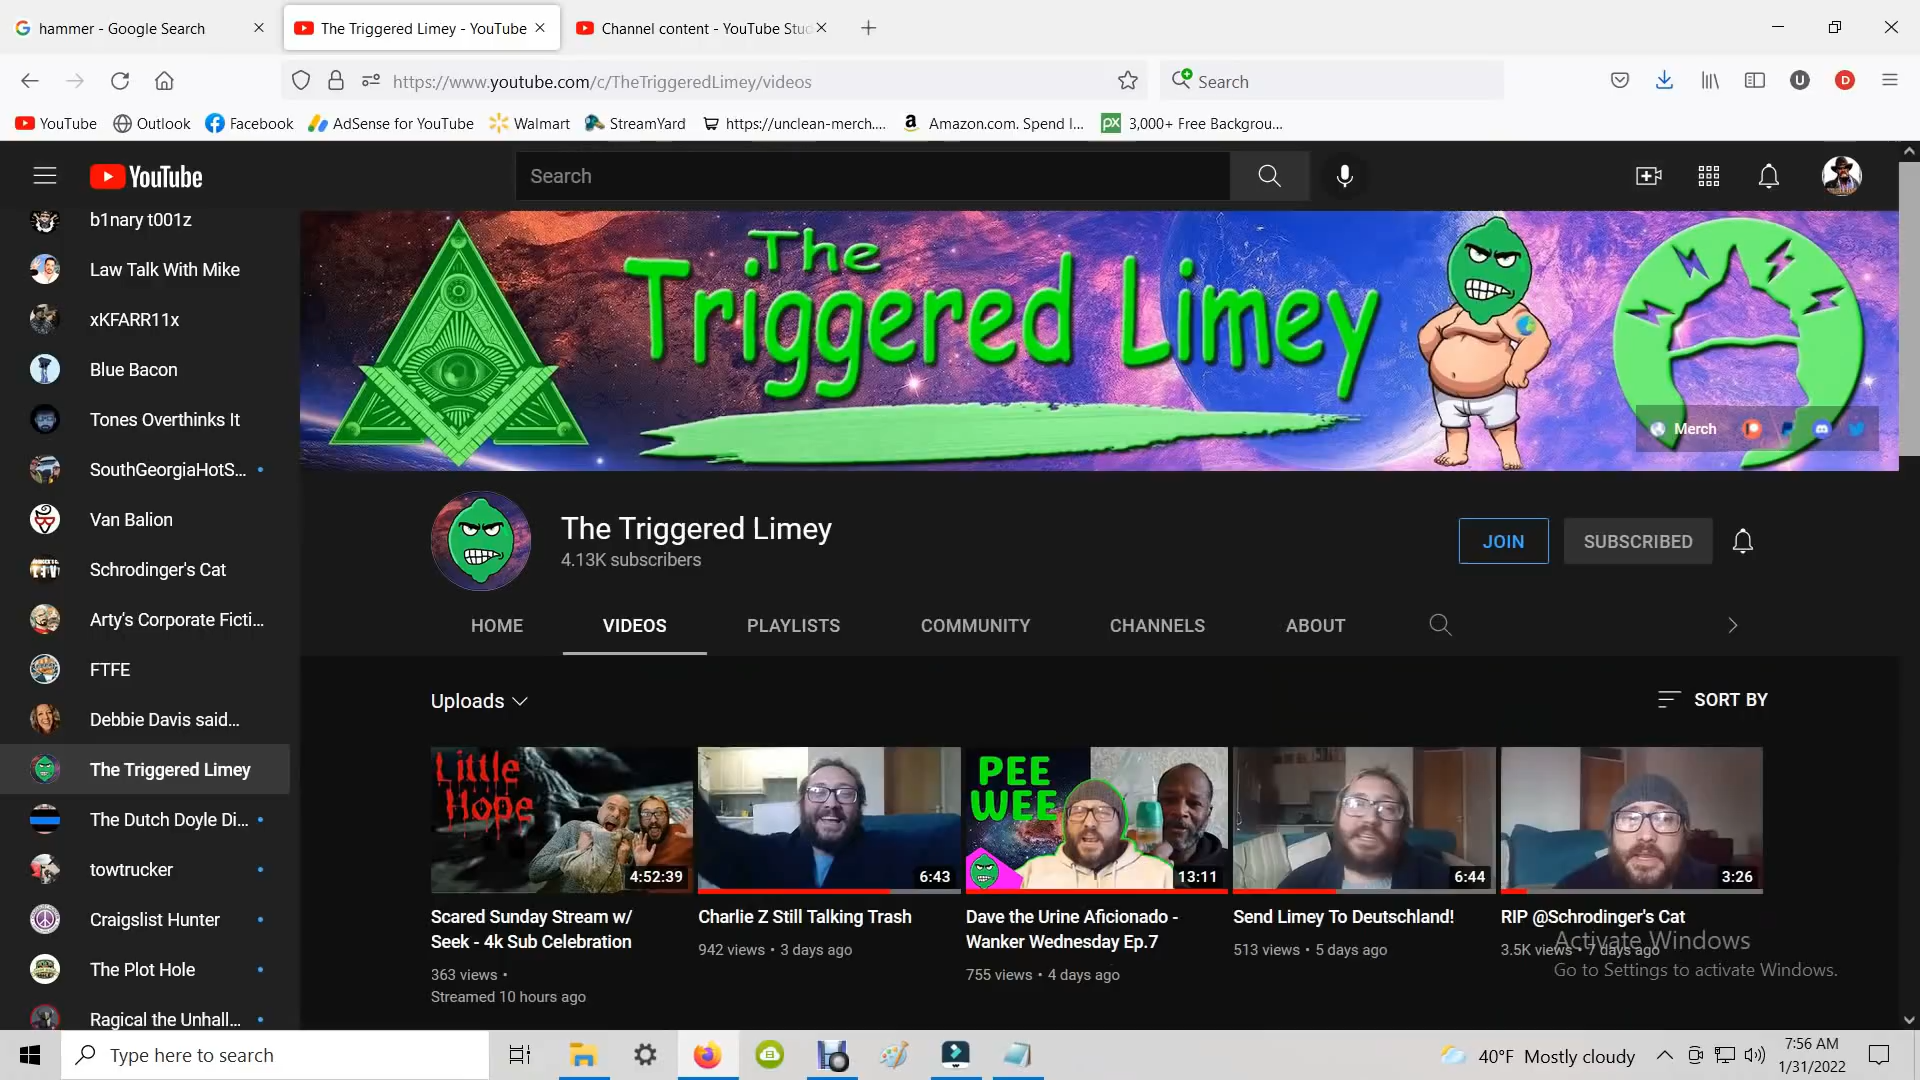 hammer - Google Search
The Triggered Limey - YouTube
Channel content - YouTube Stud
https://www.youtube.com/c/TheTriggeredLimey/videos
Search
YouTube
Outlook
Facebook
AdSense for YouTube
Walmart
StreamYard
https://unclean-merch....
Amazon.com. Spend l...
3,000+ Free Backgrou...
YouTube
Search
b1nary t001z
Law Talk With Mike
xKFARR11x
Blue Bacon
Tones Overthinks It
SouthGeorgiaHotS...
Van Balion
Schrodinger's Cat
Arty's Corporate Ficti...
FTFE
Debbie Davis said...
The Triggered Limey
The Dutch Doyle Di...
towtrucker
Craigslist Hunter
The Plot Hole
Ragical the Unhall...
The
Triggered Limey
Merch
The Triggered Limey
4.13K subscribers
JOIN
SUBSCRIBED
HOME
VIDEOS
PLAYLISTS
COMMUNITY
CHANNELS
ABOUT
Uploads
SORT BY
Little
Hope
4:52:39
Scared Sunday Stream w/
Seek - 4k Sub Celebration
363 views •
Streamed 10 hours ago
6:43
Charlie Z Still Talking Trash
942 views • 3 days ago
PEE
WEE
13:11
Dave the Urine Aficionado -
Wanker Wednesday Ep.7
755 views • 4 days ago
6:44
Send Limey To Deutschland!
513 views • 5 days ago
3:26
RIP @Schrodinger's Cat
3.5K views • 7 days ago
Activate Windows
Go to Settings to activate Windows.
Type here to search
40°F Mostly cloudy
7:56 AM
1/31/2022